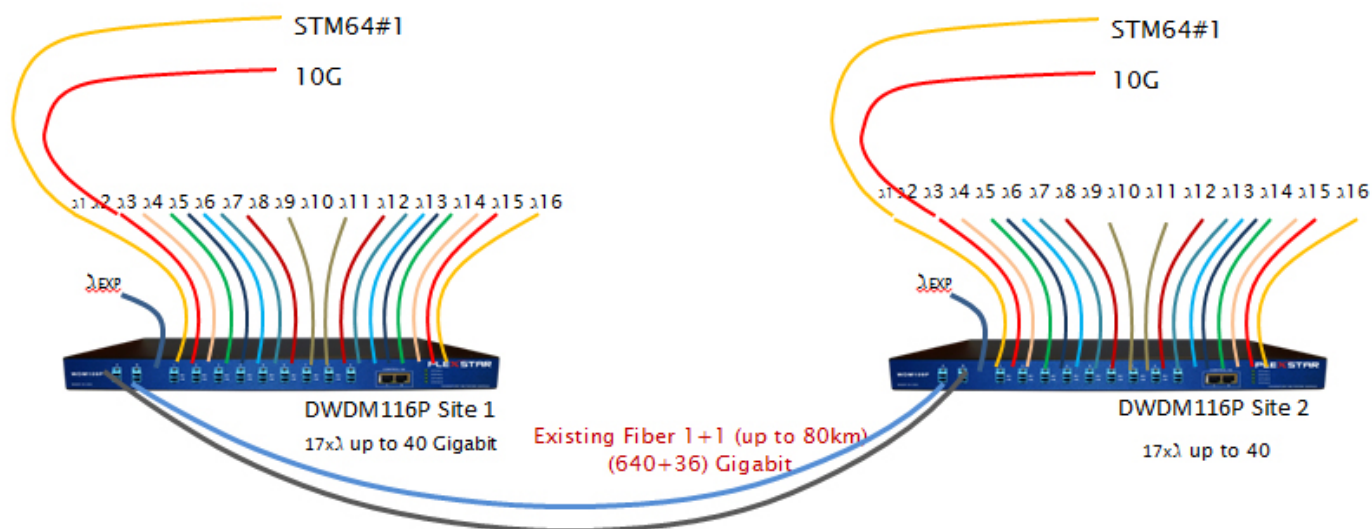 STM64#1
10G
λ1 λ2 λ3 λ4 λ5 λ6 λ7 λ8 λ9 λ10 λ11 λ12 λ13 λ14 λ15 λ16
λEXP
DWDM116P Site 1
17xλ up to 40 Gigabit
Existing Fiber 1+1 (up to 80km)
(640+36) Gigabit
STM64#1
10G
λ1 λ2 λ3 λ4 λ5 λ6 λ7 λ8 λ9 λ10 λ11 λ12 λ13 λ14 λ15 λ16
λEXP
DWDM116P Site 2
17xλ up to 40